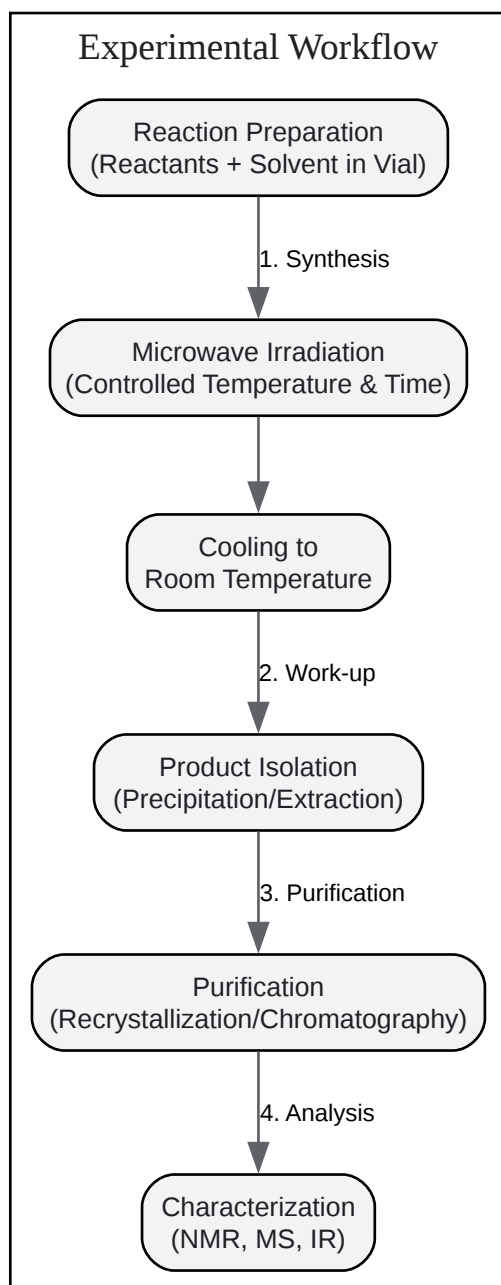 Experimental Workflow
Reaction Preparation
(Reactants + Solvent in Vial)
1. Synthesis
Microwave Irradiation
(Controlled Temperature & Time)
Cooling to
Room Temperature
2. Work-up
Product Isolation
(Precipitation/Extraction)
3. Purification
Purification
(Recrystallization/Chromatography)
4. Analysis
Characterization
(NMR, MS, IR)